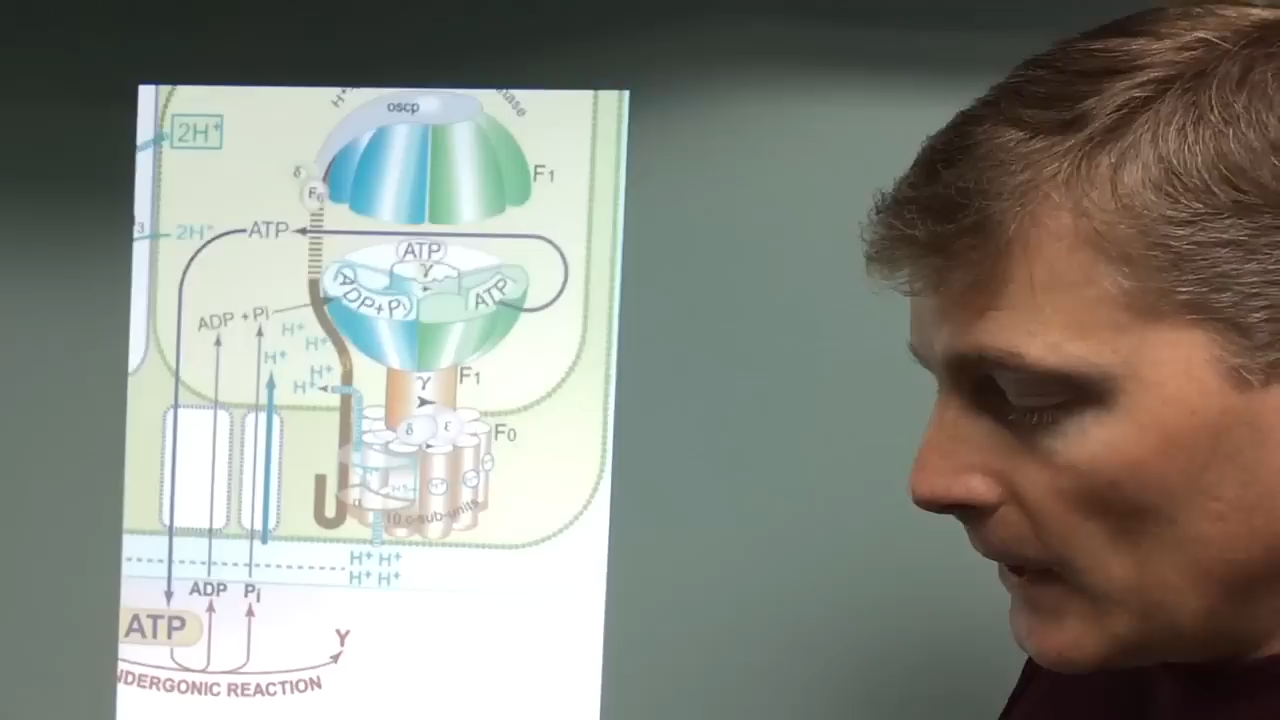 H+
oscp
2H+
δ
F1
F6
2H+
ATP
ATP
γ
ADP+Pi
ATP
ADP + Pi
H+
H+
H+
H+
H+
γ
F1
δ
ε
F0
H+
10 c-sub-units
H+ H+
H+ H+
ADP
Pi
ATP
Y
NDERGONIC REACTION